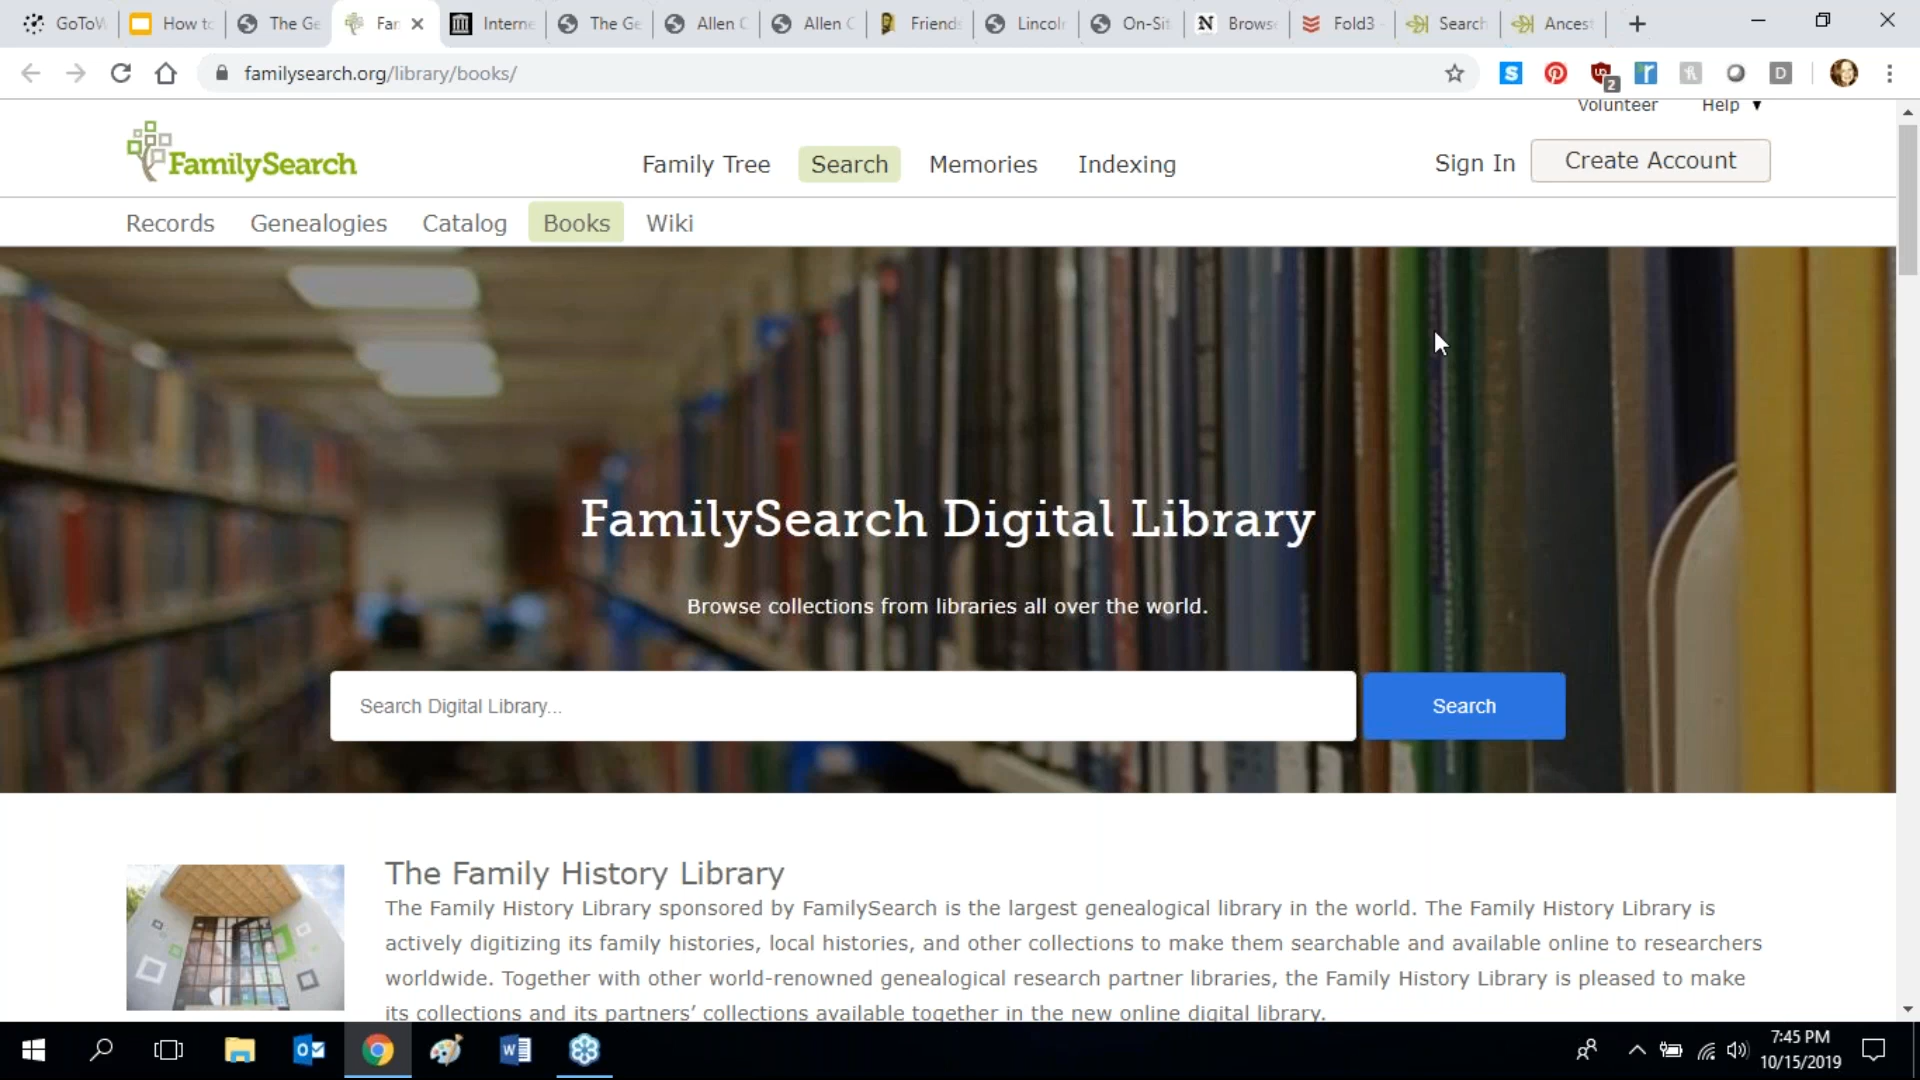 GoToW
How to
The Ge
Fam
Interne
The Ge
Allen C
Allen C
Friends
Lincoln
On-Sit
Brows
Fold3
Search
Ancest
familysearch.org/library/books/
2
Volunteer
Help ▼
FamilySearch
Family Tree
Search
Memories
Indexing
Sign In
Create Account
Records
Genealogies
Catalog
Books
Wiki
FamilySearch Digital Library
Browse collections from libraries all over the world.
Search Digital Library...
Search
The Family History Library
The Family History Library sponsored by FamilySearch is the largest genealogical library in the world. The Family History Library is
actively digitizing its family histories, local histories, and other collections to make them searchable and available online to researchers
worldwide. Together with other world-renowned genealogical research partner libraries, the Family History Library is pleased to make
its collections and its partners’ collections available together in the new online digital library.
7:45 PM
10/15/2019